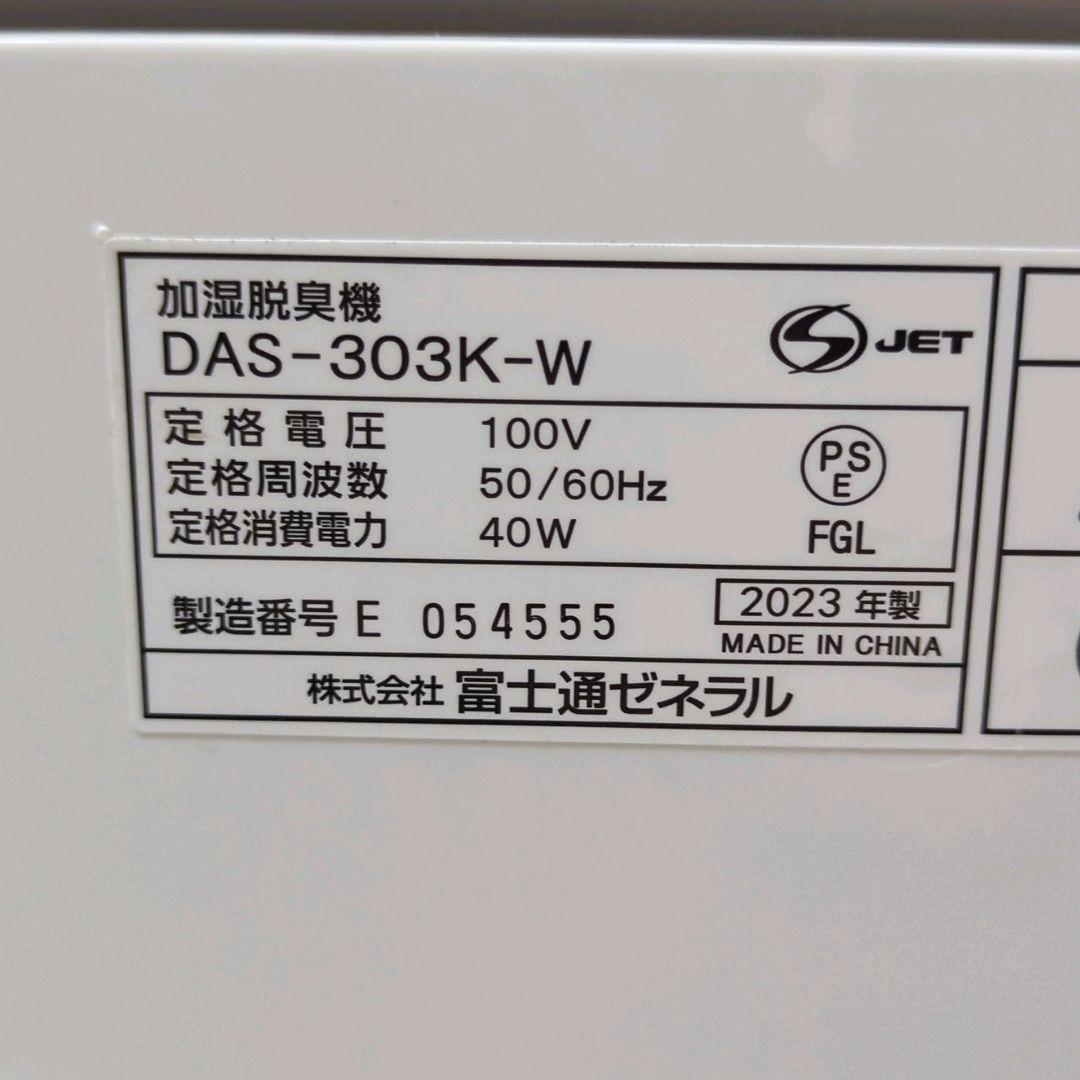 加湿脱臭機
DAS-303K-W
JET
定格電圧 100V
定格周波数 50/60Hz
定格消費電力 40W
PSE
FGL
製造番号 E 054555
2023 年製
MADE IN CHINA
株式会社 富士通ゼネラル